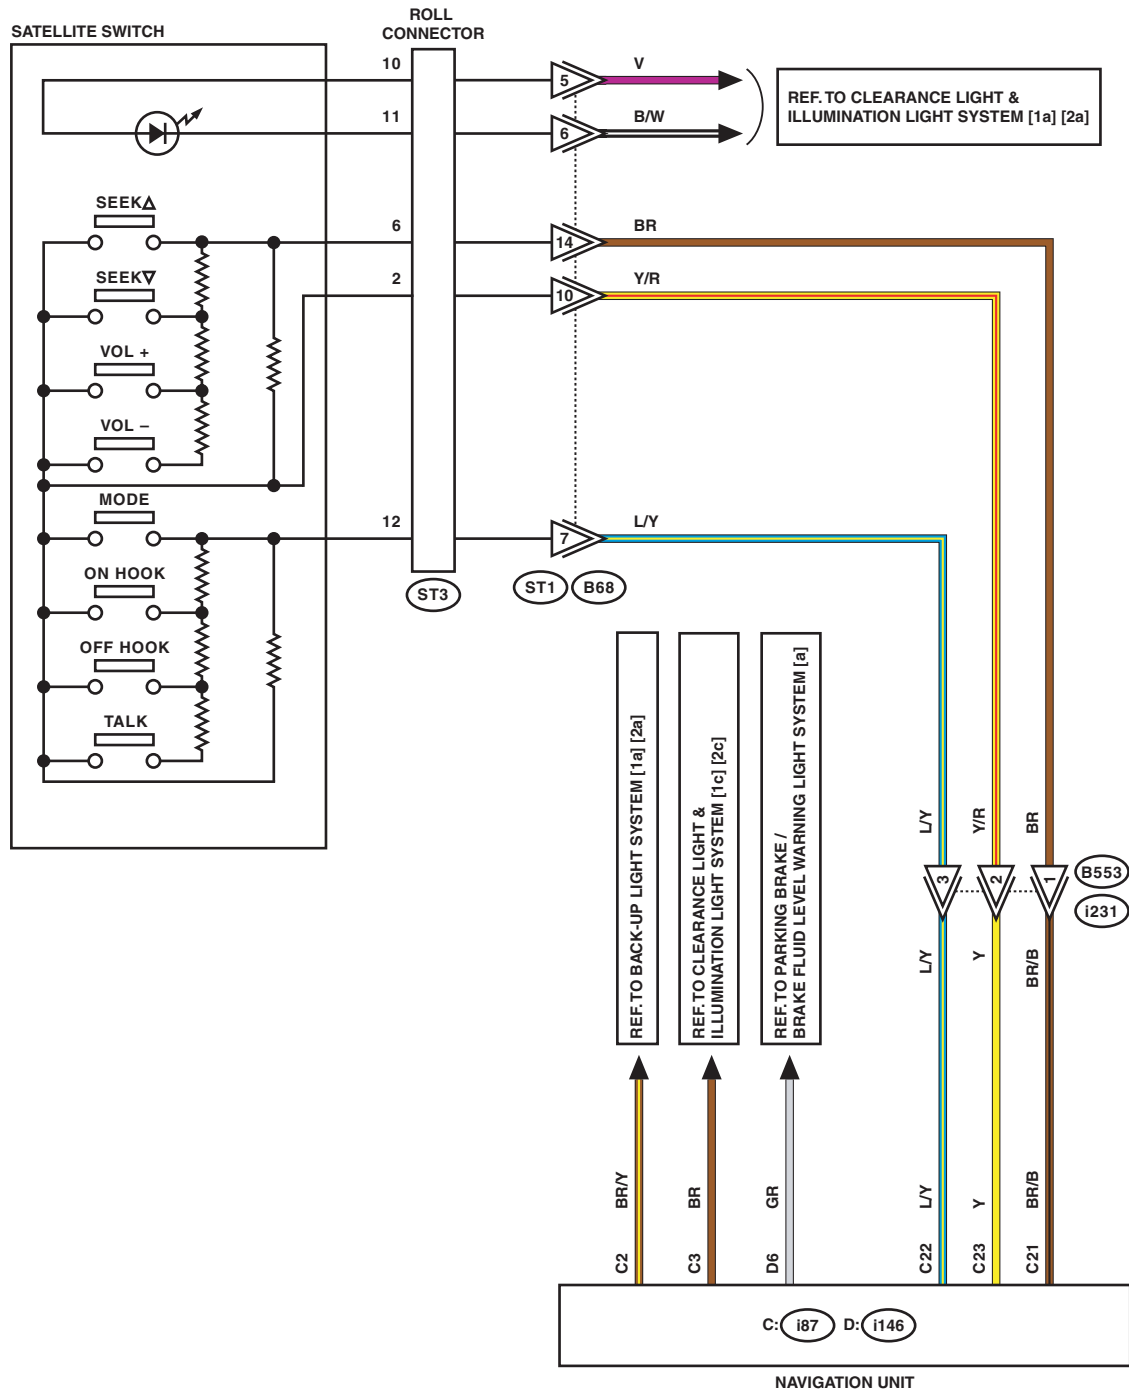 ROLL
CONNECTOR
SATELLITE SWITCH
10
5
V
REF. TO CLEARANCE LIGHT &
ILLUMINATION LIGHT SYSTEM [1a] [2a]
11
6
B/W
SEEK△
6
14
BR
SEEK▽
2
10
Y/R
VOL +
VOL –
MODE
12
7
L/Y
ON HOOK
ST3
ST1
B68
OFF HOOK
TALK
REF. TO BACK-UP LIGHT SYSTEM [1a] [2a]
REF. TO CLEARANCE LIGHT &
ILLUMINATION LIGHT SYSTEM [1c] [2c]
REF. TO PARKING BRAKE /
BRAKE FLUID LEVEL WARNING LIGHT SYSTEM [a]
L/Y
Y/R
BR
3
2
1
B553
i231
L/Y
Y
BR/B
BR/Y
BR
GR
L/Y
Y
BR/B
C2
C3
D6
C22
C23
C21
C: i87 D: i146
NAVIGATION UNIT